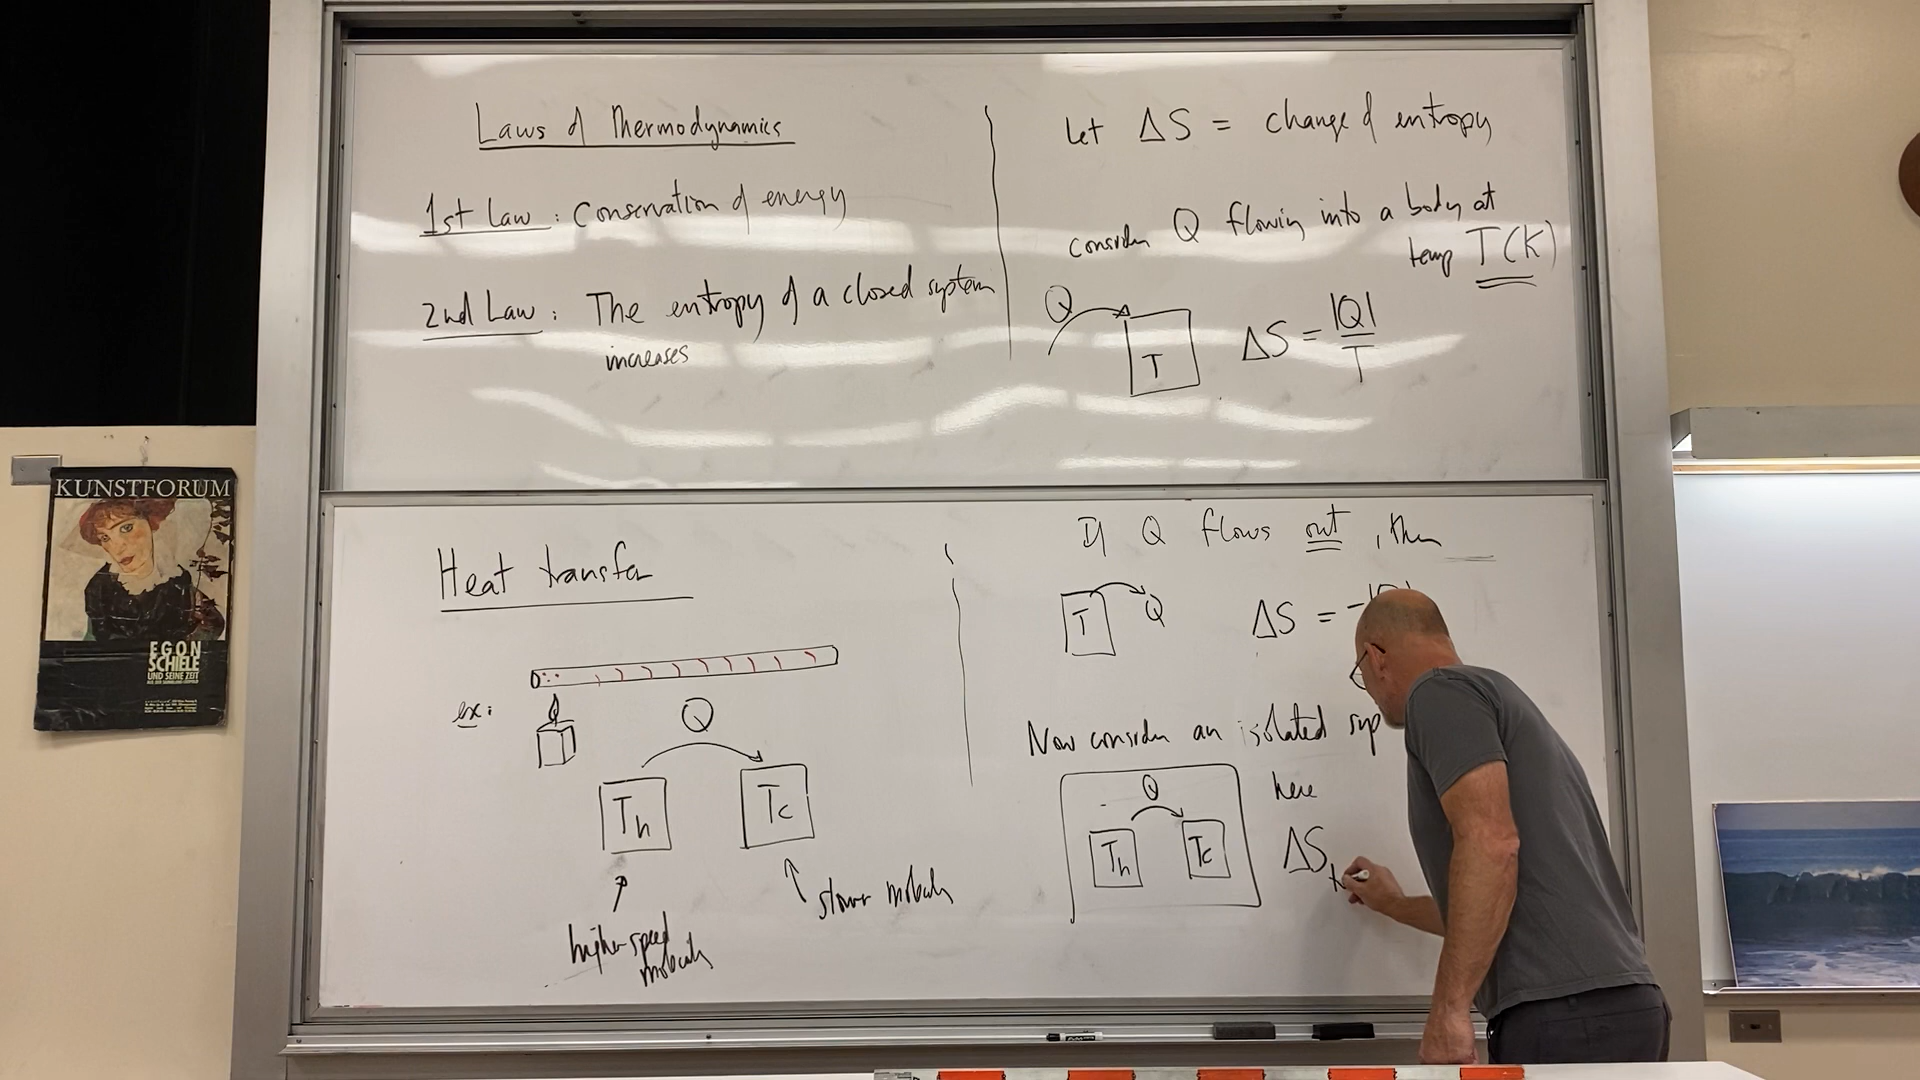 Laws of Thermodynamics
1st Law : Conservation of energy
2nd Law : The entropy of a closed system
increases
Let ΔS = change of entropy
consider Q flowing into a body at
temp T (K)
Q
T
ΔS = |Q|
T
Heat transfer
ex:
Q
Th
Tc
higher speed
molecules
slower molecules
If Q flows out, then
T
Q
ΔS = -
Now consider an isolated
here
Q
Th
Tc
ΔS
KUNSTFORUM
EGON
SCHIELE
UND SEINE ZEIT